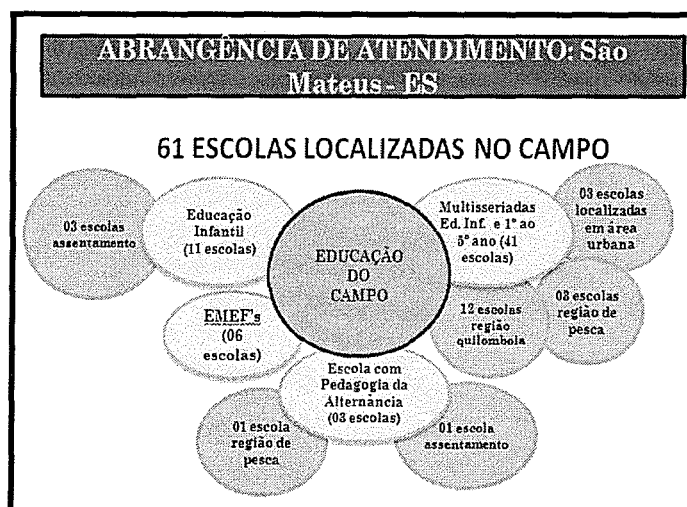 ABRANGÊNCIA DE ATENDIMENTO: São
Mateus - ES
61 ESCOLAS LOCALIZADAS NO CAMPO
03 escolas
assentamento
Educação
Infantil
(11 escolas)
EDUCAÇÃO
DO
CAMPO
Multisseriadas
Ed. Inf. e 1º ao
5º ano (41
escolas)
03 escolas
localizadas
em área
urbana
EMEF's
(06
escolas)
12 escolas
região
quilombola
03 escolas
região de
pesca
Escola com
Pedagogia da
Alternância
(03 escolas)
01 escola
região de
pesca
01 escola
assentamento